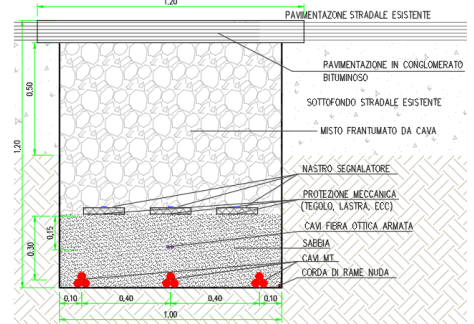 1,20
PAVIMENTAZONE STRADALE ESISTENTE
PAVIMENTAZIONE IN CONGLOMERATO
BITUMINOSO
0,50
SOTTOFONDO STRADALE ESISTENTE
MISTO FRANTUMATO DA CAVA
1,20
NASTRO SEGNALATORE
PROTEZIONE MECCANICA
(TEGOLO, LASTRA, ECC)
CAVI FIBRA OTTICA ARMATA
0,15
0,30
SABBIA
CAVI MT
CORDA DI RAME NUDA
0,10
0,40
0,40
0,10
1,00